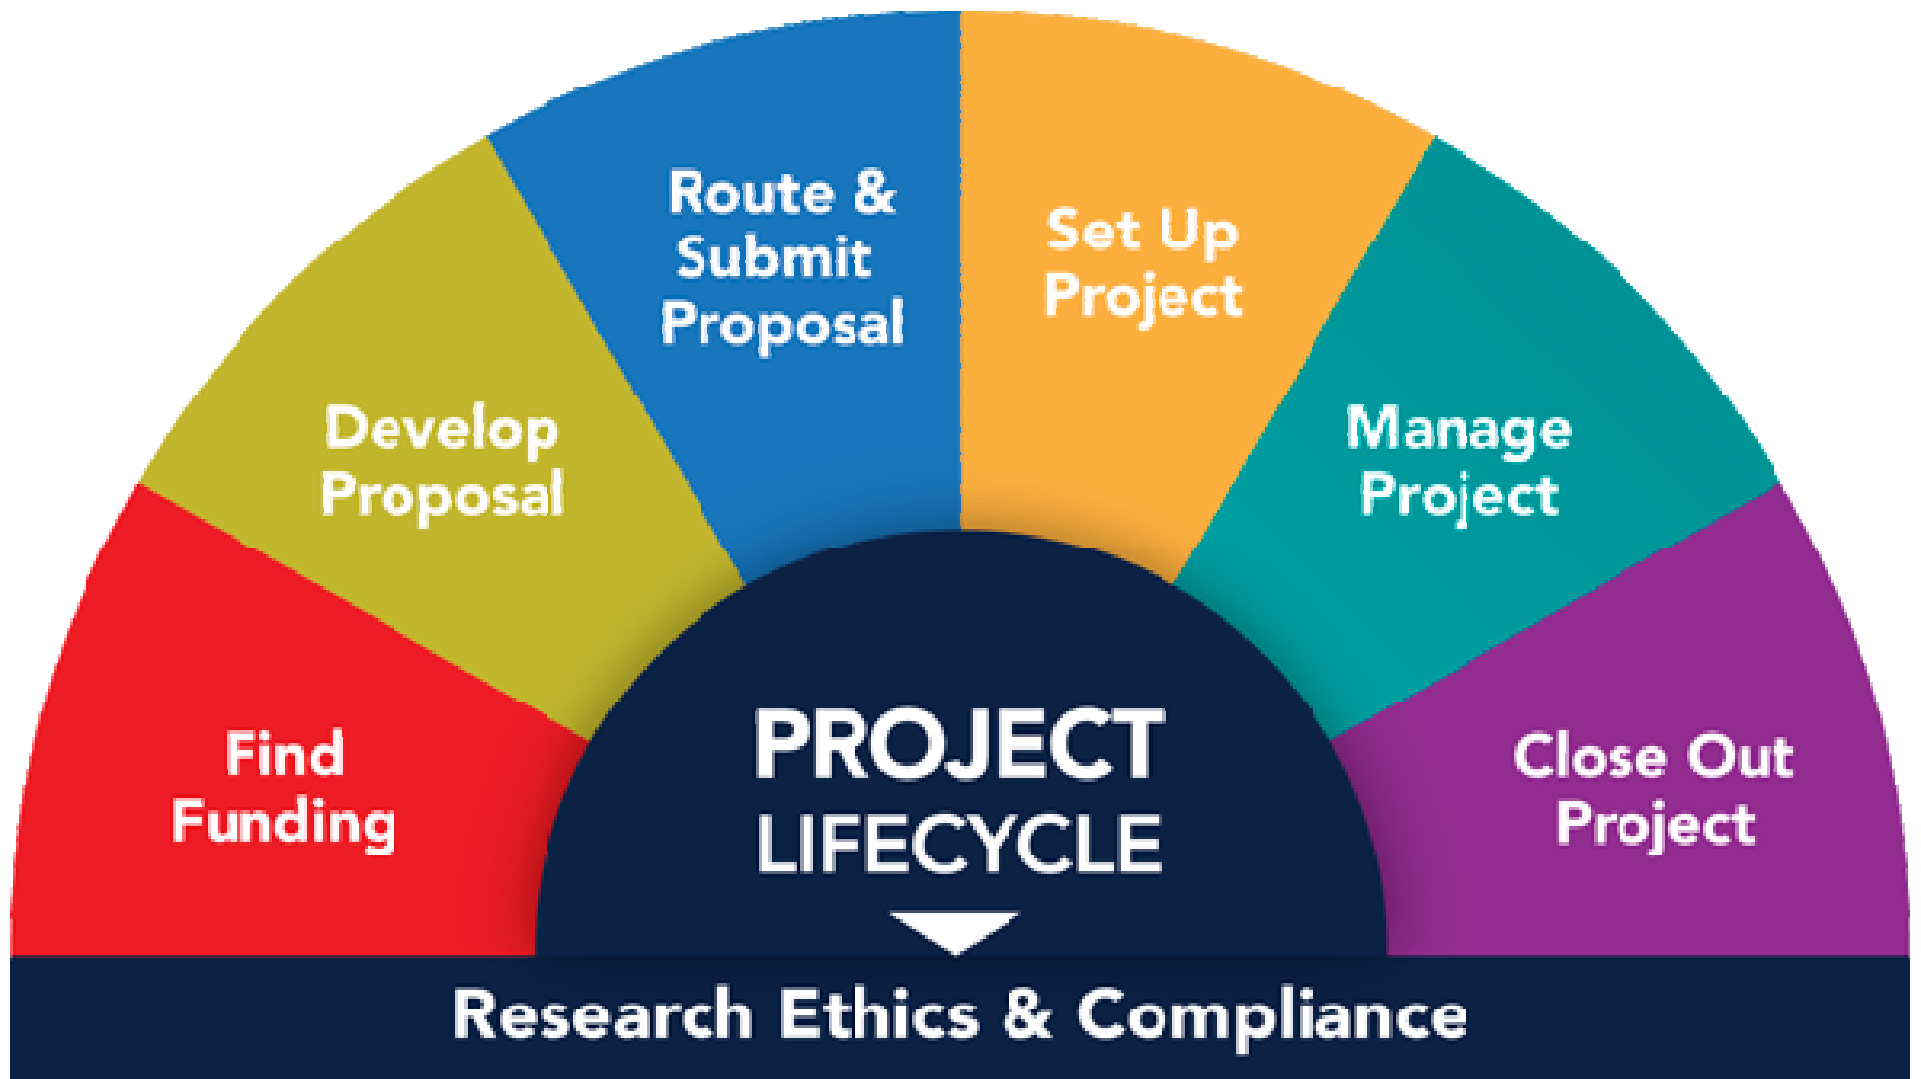 Route &
Submit
Proposal
Set Up
Project
Develop
Proposal
Manage
Project
Find
Funding
PROJECT
LIFECYCLE
Close Out
Project
Research Ethics & Compliance